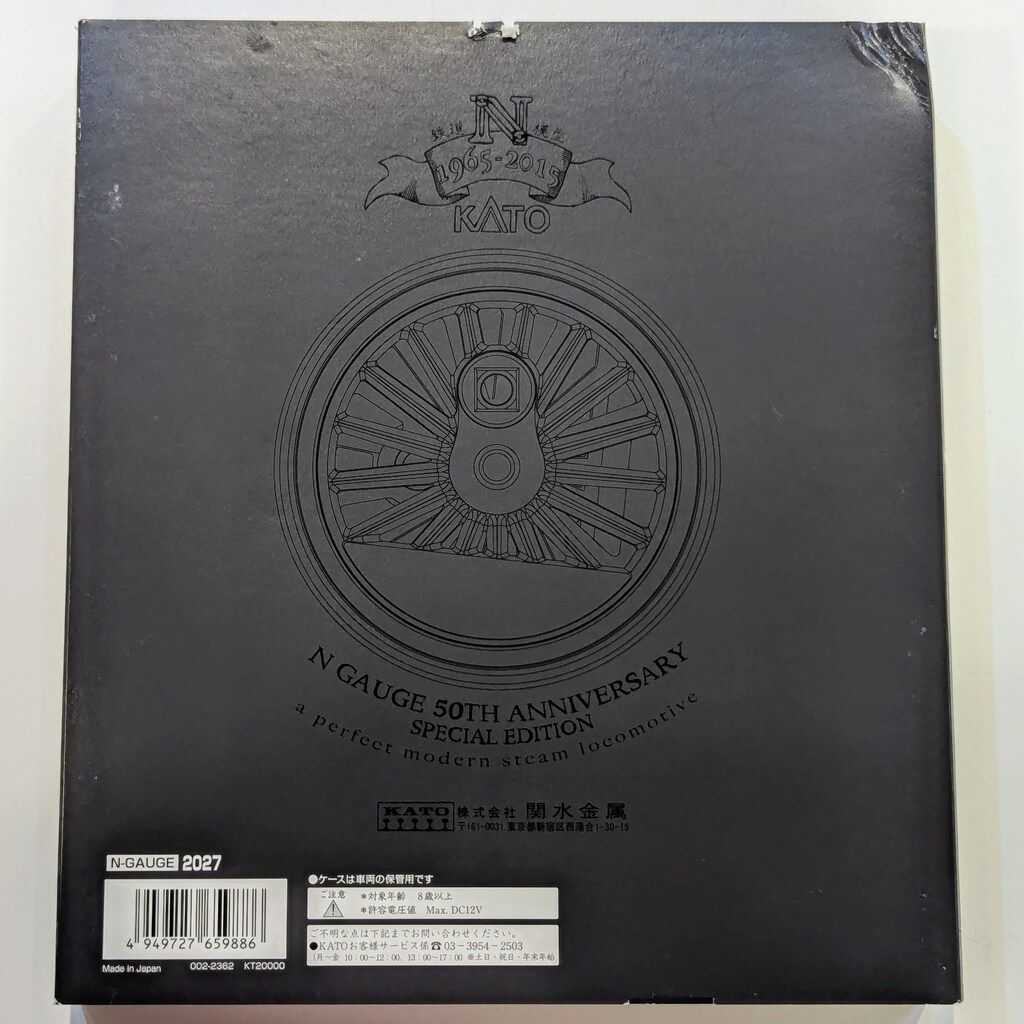 鉄道 N 模型
1965-2015
KATO
N GAUGE 50TH ANNIVERSARY
SPECIAL EDITION
a perfect modern steam locomotive
KATO 株式会社 関水金属
〒161-0031 東京都新宿区西落合1-30-15
N-GAUGE 2027
4 949727 659886
Made in Japan 002-2362 KT20000
●ケースは車両の保管用です
ご注意 *対象年齢 8歳以上
*許容電圧値 Max. DC12V
ご不明な点は下記までお問い合わせください。
●KATOお客様サービス係☎03-3954-2503
(月〜金 10:00〜12:00, 13:00〜17:00 ※土日・祝日・年末年始